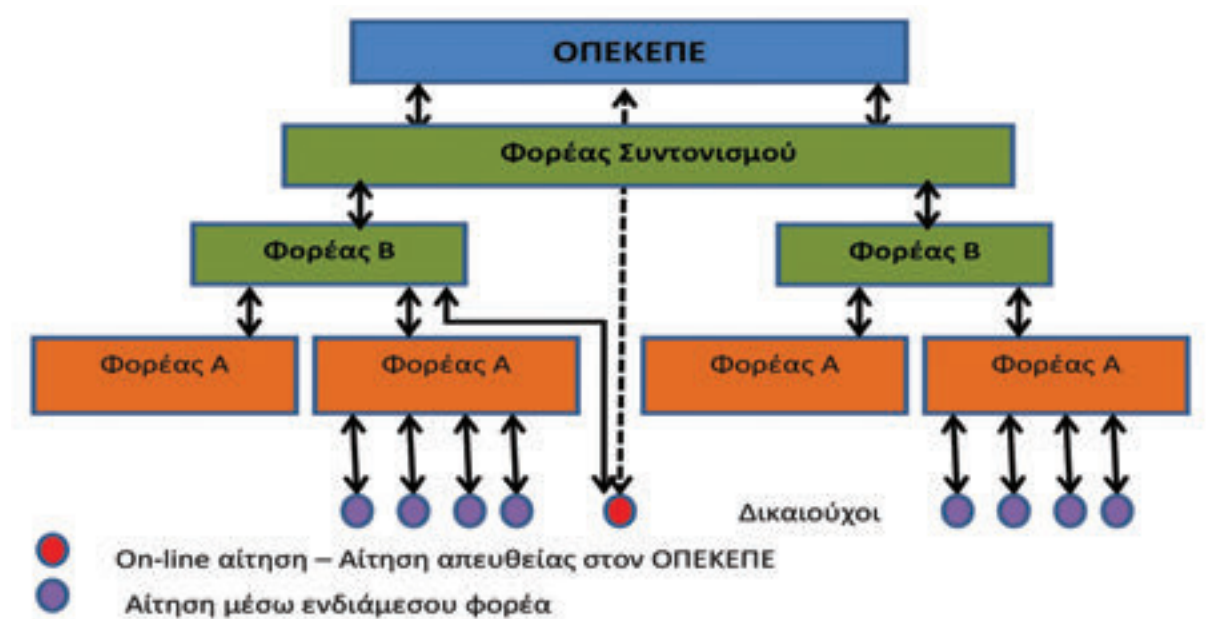 ΟΠΕΚΕΠΕ
Φορέας Συντονισμού
Φορέας Β
Φορέας Β
Φορέας Α
Φορέας Α
Φορέας Α
Φορέας Α
Δικαιούχοι
On-line αίτηση – Αίτηση απευθείας στον ΟΠΕΚΕΠΕ
Αίτηση μέσω ενδιάμεσου φορέα